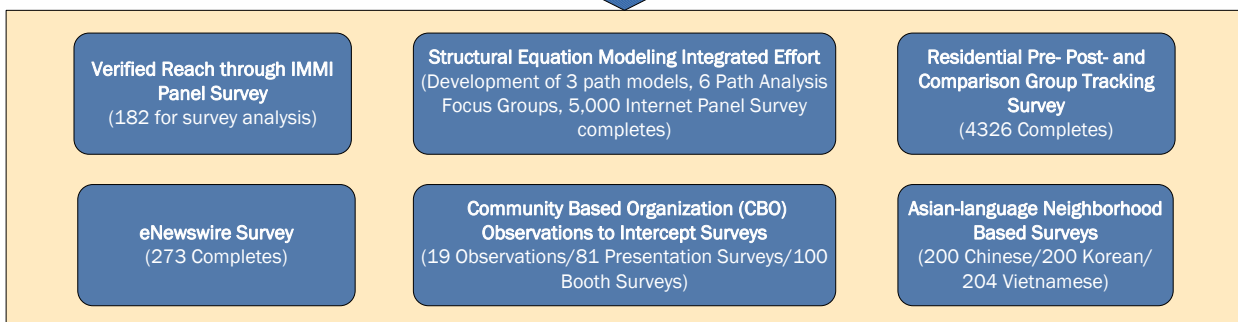 Verified Reach through IMMI
Panel Survey
(182 for survey analysis)
Structural Equation Modeling Integrated Effort
(Development of 3 path models, 6 Path Analysis
Focus Groups, 5,000 Internet Panel Survey
completes)
Residential Pre- Post- and
Comparison Group Tracking
Survey
(4326 Completes)
eNewswire Survey
(273 Completes)
Community Based Organization (CBO)
Observations to Intercept Surveys
(19 Observations/81 Presentation Surveys/100
Booth Surveys)
Asian-language Neighborhood
Based Surveys
(200 Chinese/200 Korean/
204 Vietnamese)